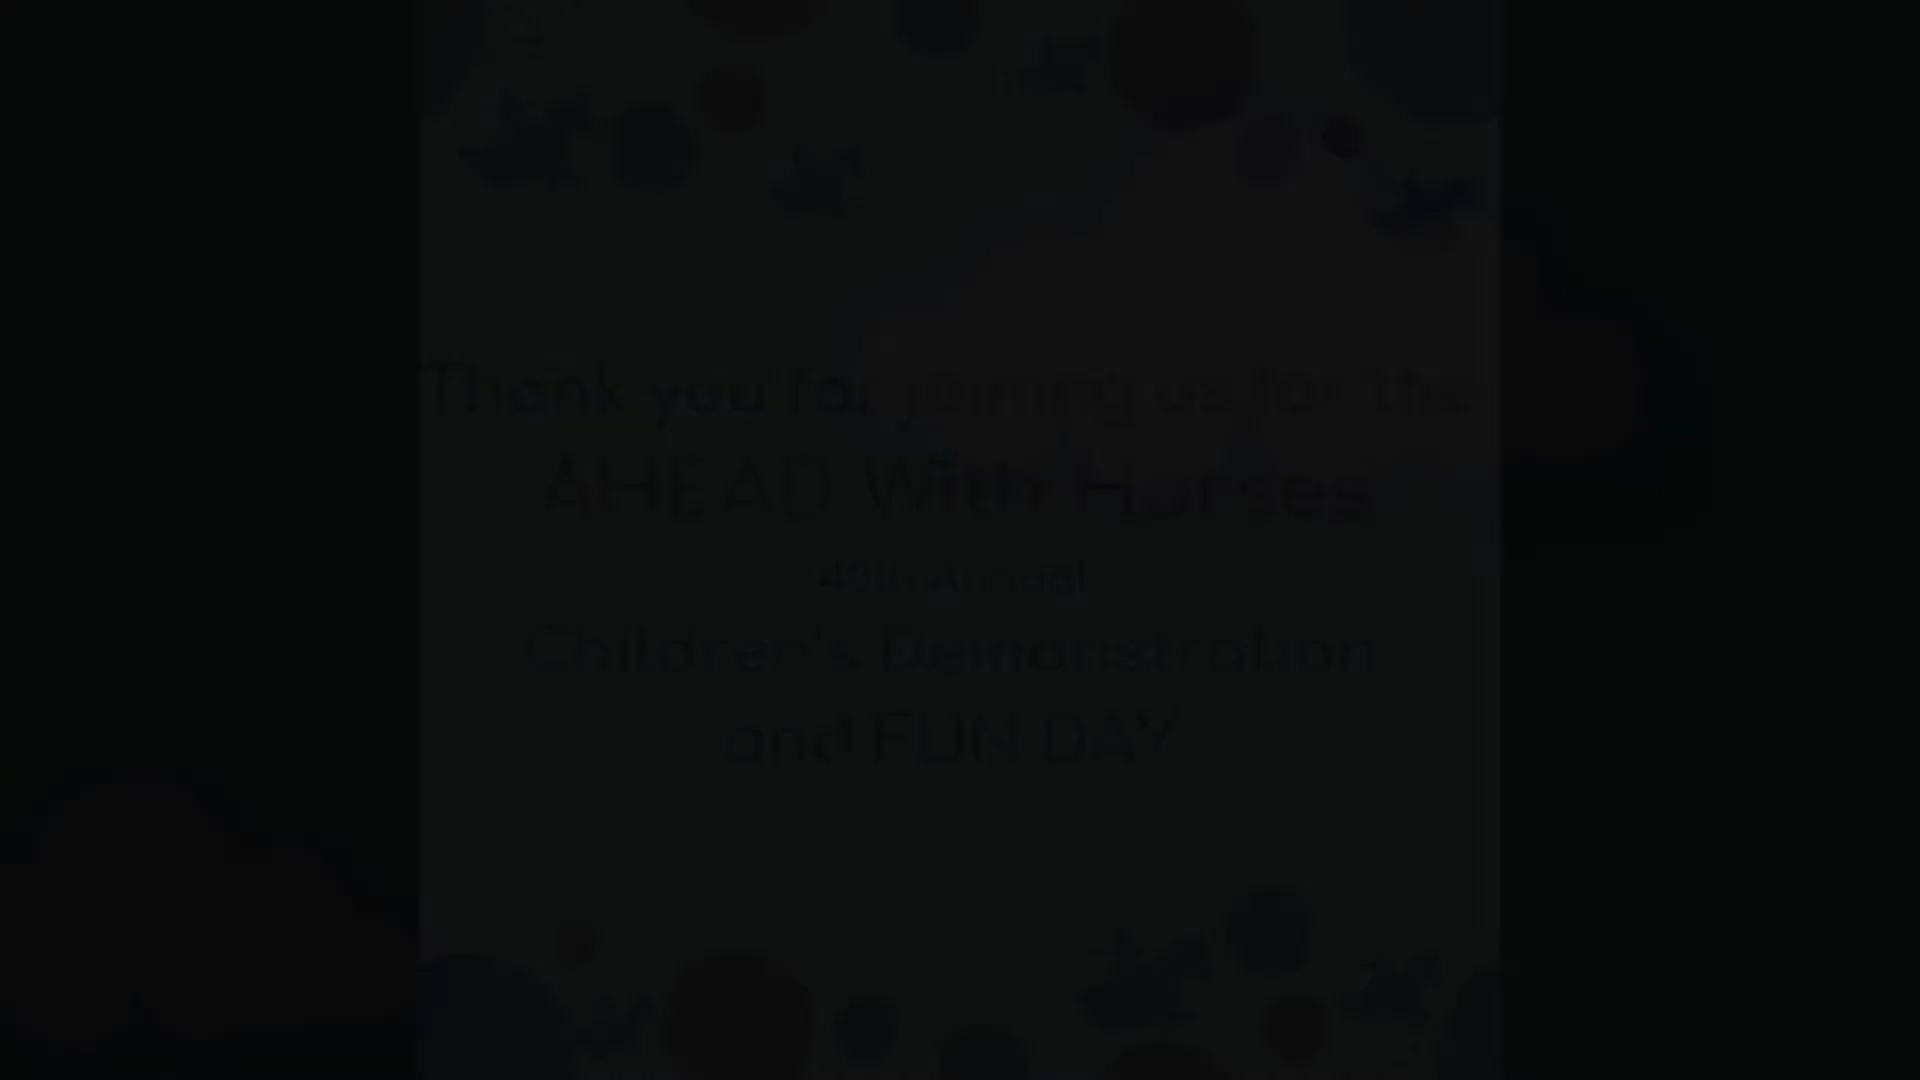 Thank you for joining us for the
AHEAD With Horses
Annual
Children's Demonstration
and FUN DAY